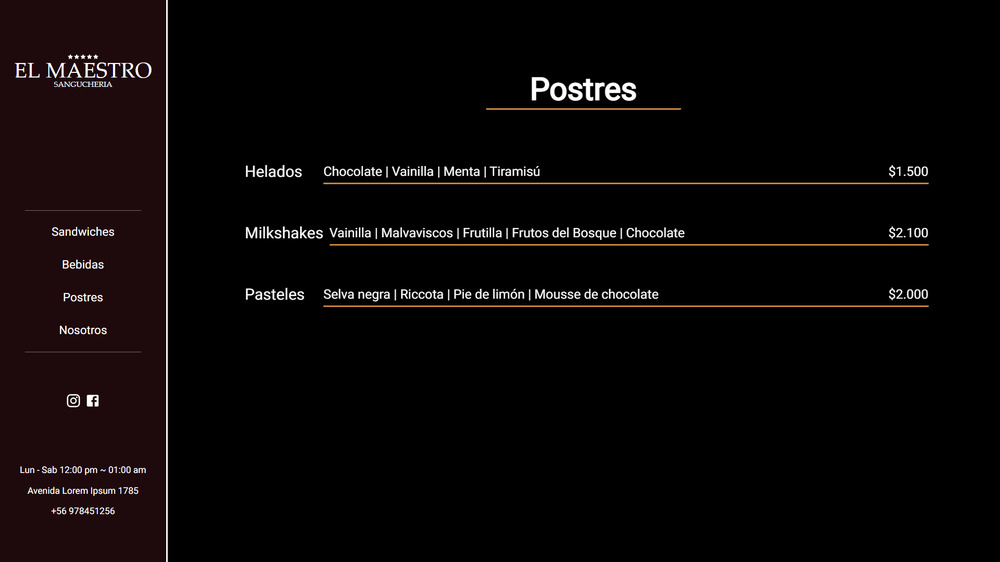 ★★★★★
EL MAESTRO
SANGUCHERIA
Sandwiches
Bebidas
Postres
Nosotros
Lun - Sab 12:00 pm ~ 01:00 am
Avenida Lorem Ipsum 1785
+56 978451256
Postres
Helados Chocolate | Vainilla | Menta | Tiramisú $1.500
Milkshakes Vainilla | Malvaviscos | Frutilla | Frutos del Bosque | Chocolate $2.100
Pasteles Selva negra | Riccota | Pie de limón | Mousse de chocolate $2.000